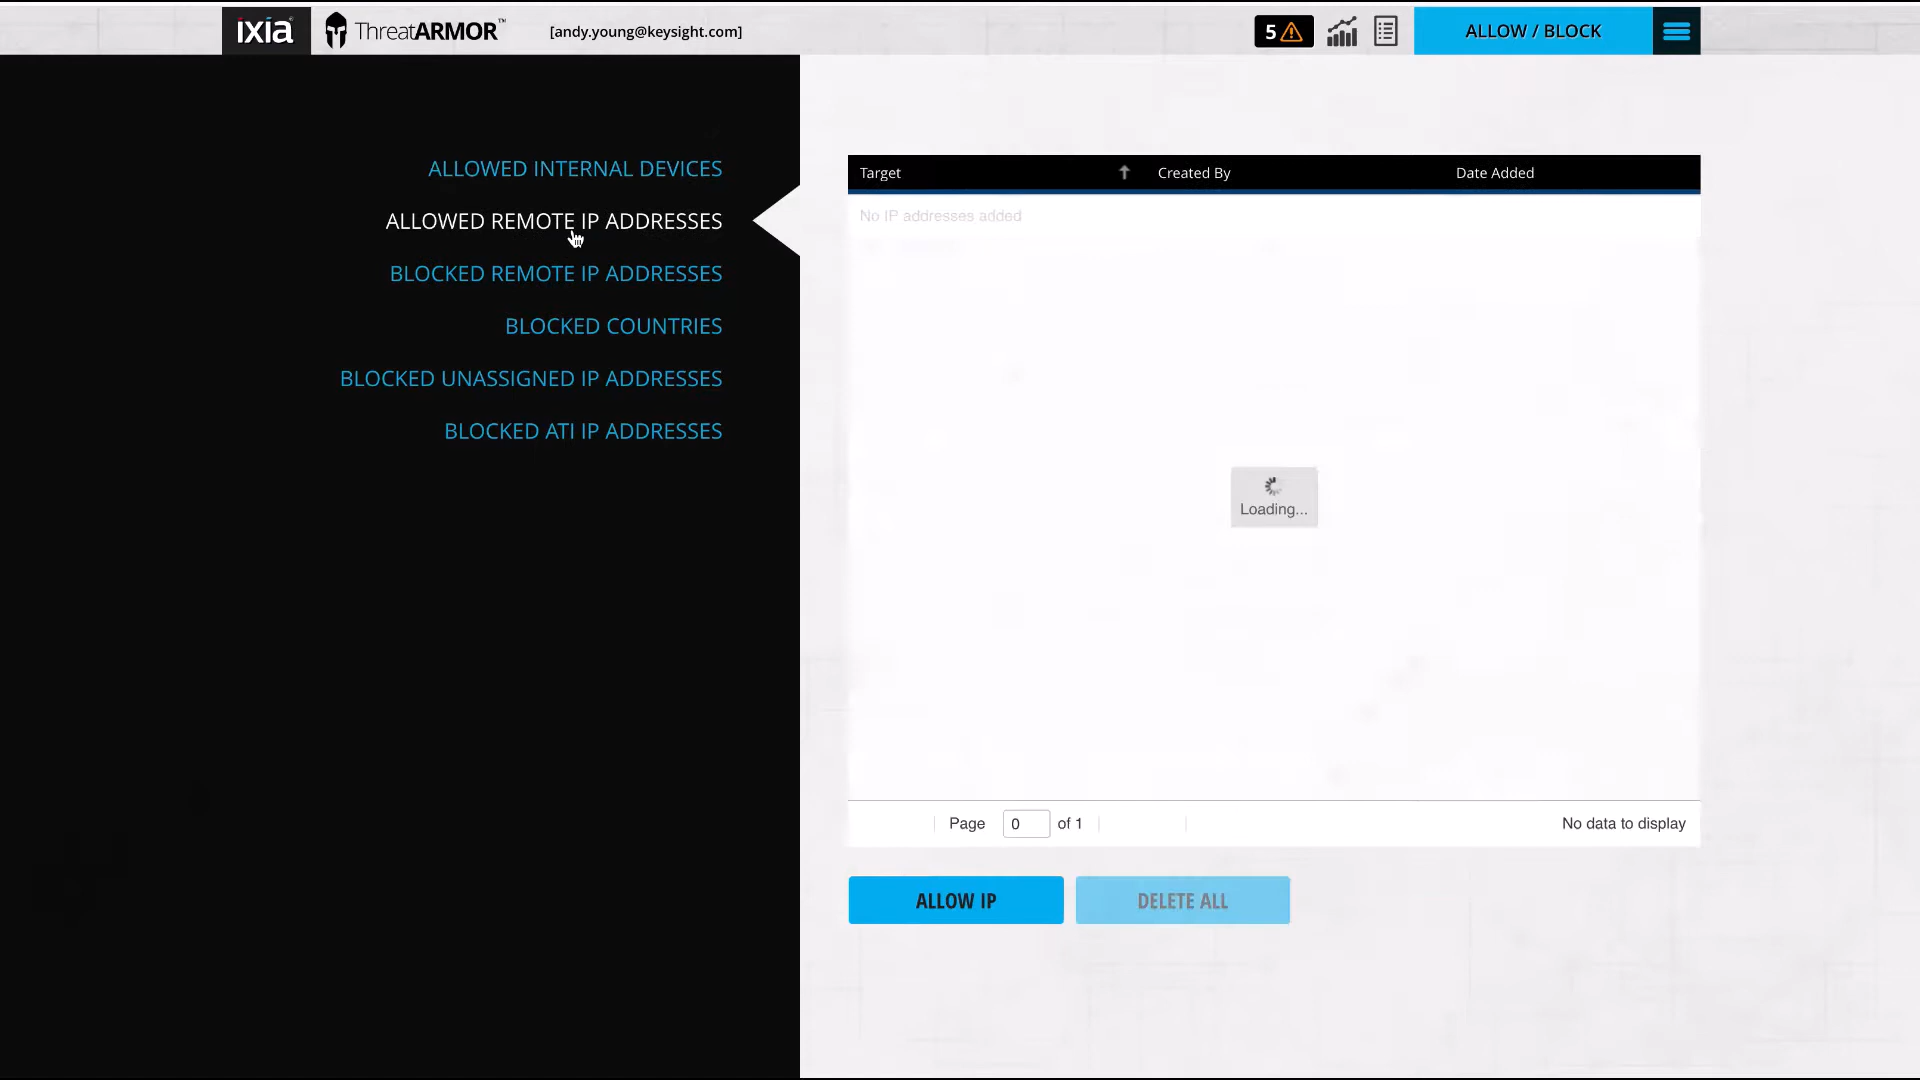 ixia ThreatARMOR™ [andy.young@keysight.com] 5 ALLOW / BLOCK
ALLOWED INTERNAL DEVICES
ALLOWED REMOTE IP ADDRESSES
BLOCKED REMOTE IP ADDRESSES
BLOCKED COUNTRIES
BLOCKED UNASSIGNED IP ADDRESSES
BLOCKED ATI IP ADDRESSES
Target Created By Date Added
No IP addresses added
Loading...
Page 0 of 1 No data to display
ALLOW IP DELETE ALL